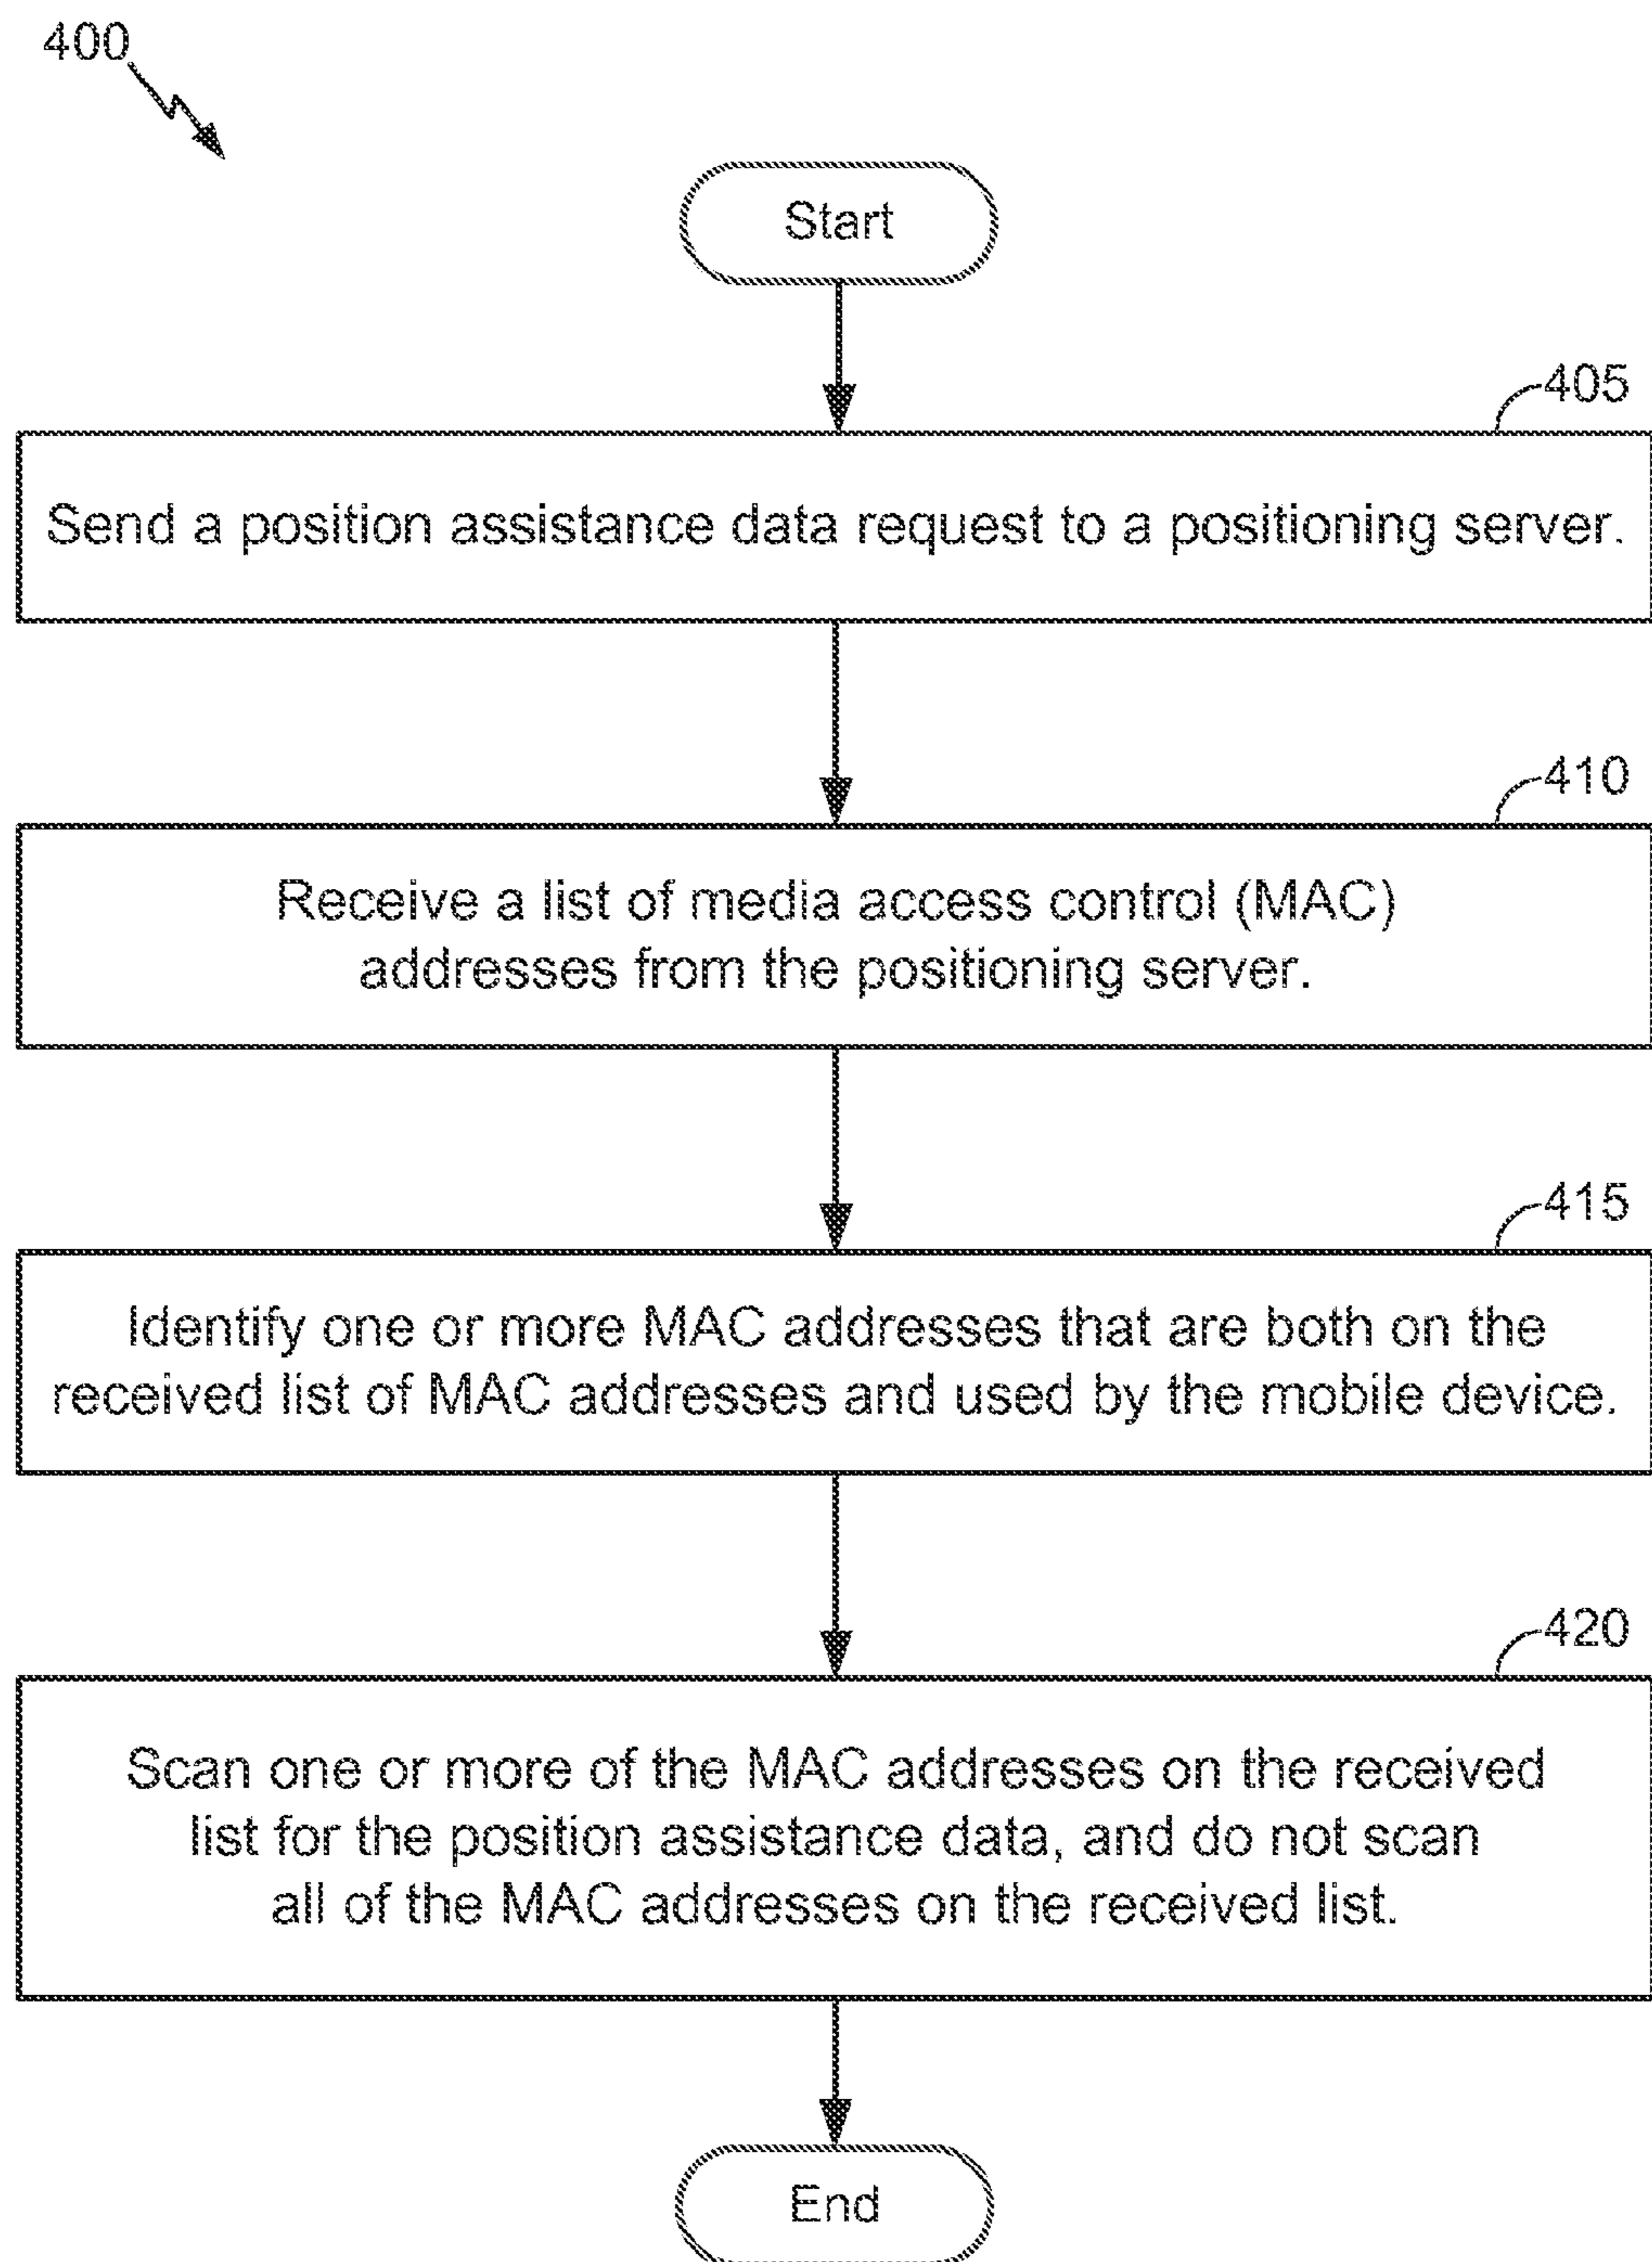 400
Start
405
Send a position assistance data request to a positioning server.
410
Receive a list of media access control (MAC)
addresses from the positioning server.
415
Identify one or more MAC addresses that are both on the
received list of MAC addresses and used by the mobile device.
420
Scan one or more of the MAC addresses on the received
list for the position assistance data, and do not scan
all of the MAC addresses on the received list.
End